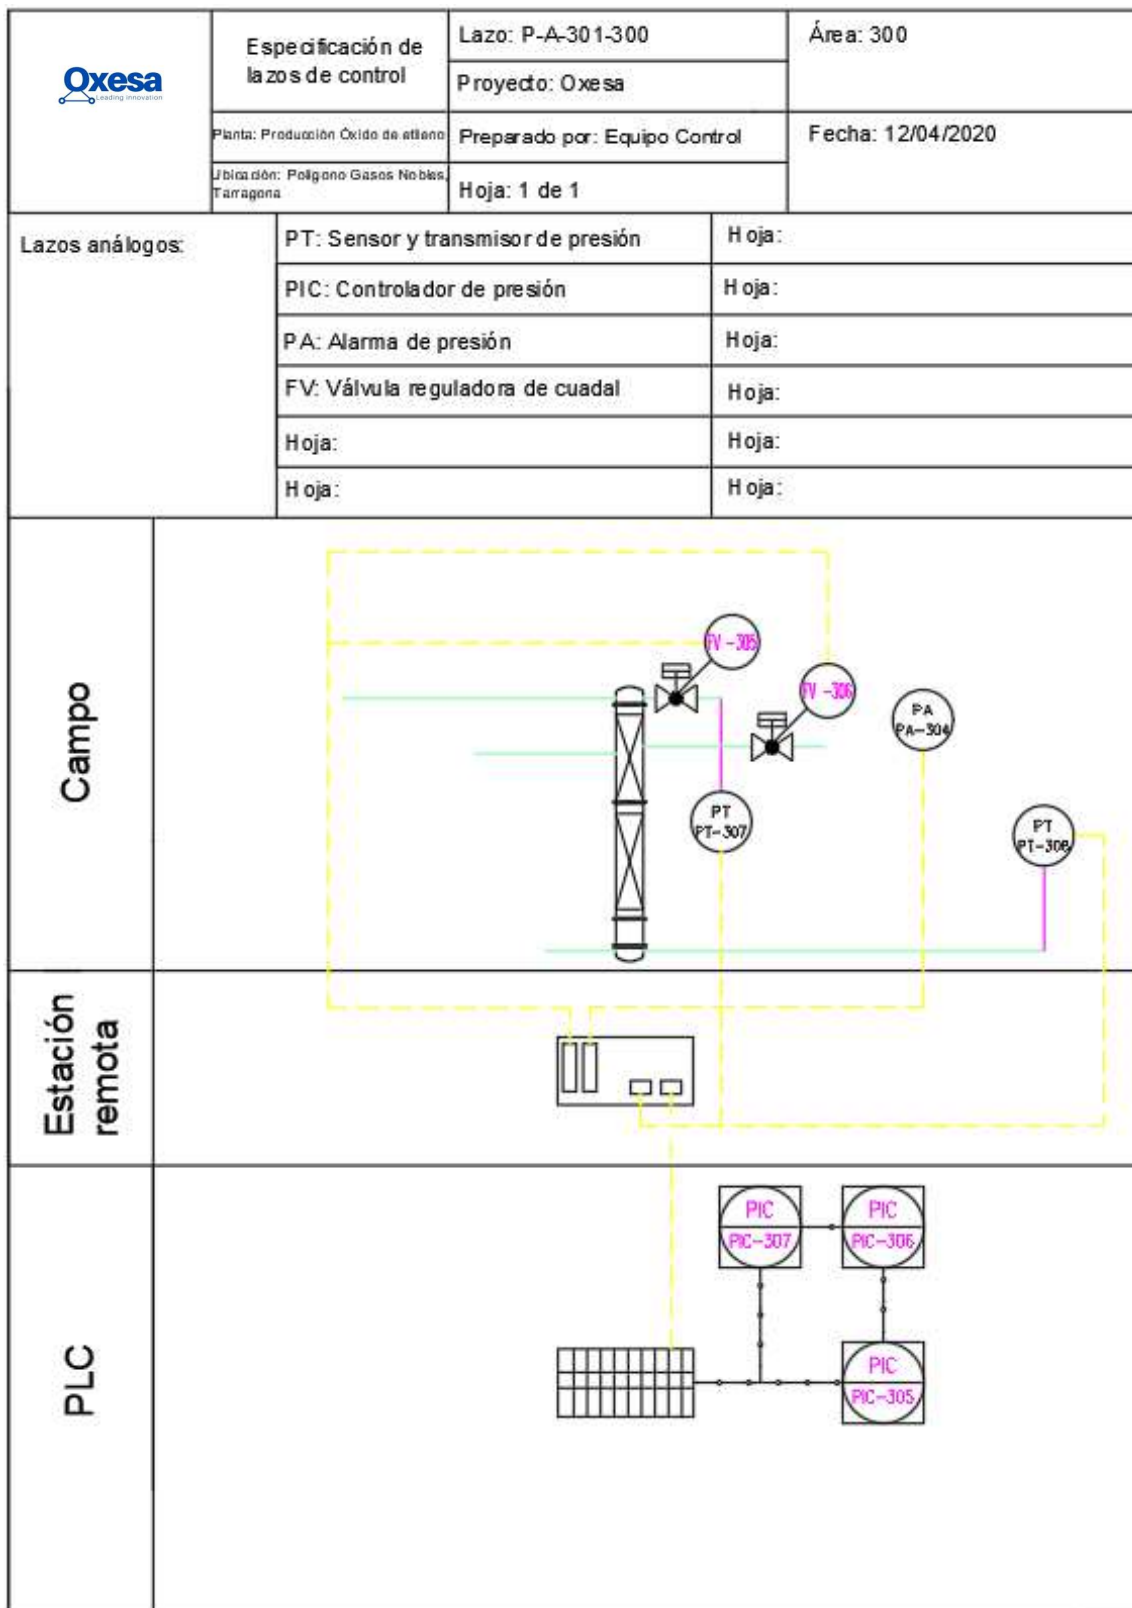 Oxesa
Leading Innovation
Especificación de
lazos de control
Lazo: P-A-301-300
Área: 300
Proyecto: Oxesa
Planta: Producción Óxido de etileno
Preparado por: Equipo Control
Fecha: 12/04/2020
Ubicación: Polígono Gasos Nobles,
Tarragona
Hoja: 1 de 1
Lazos análogos:
PT: Sensor y transmisor de presión
Hoja:
PIC: Controlador de presión
Hoja:
PA: Alarma de presión
Hoja:
FV: Válvula reguladora de cuadal
Hoja:
Hoja:
Hoja:
Hoja:
Hoja:
Campo
FV-305
FV-306
PA
PA-304
PT
PT-307
PT
PT-308
Estación
remota
PLC
PIC
PIC-307
PIC
PIC-306
PIC
PIC-305